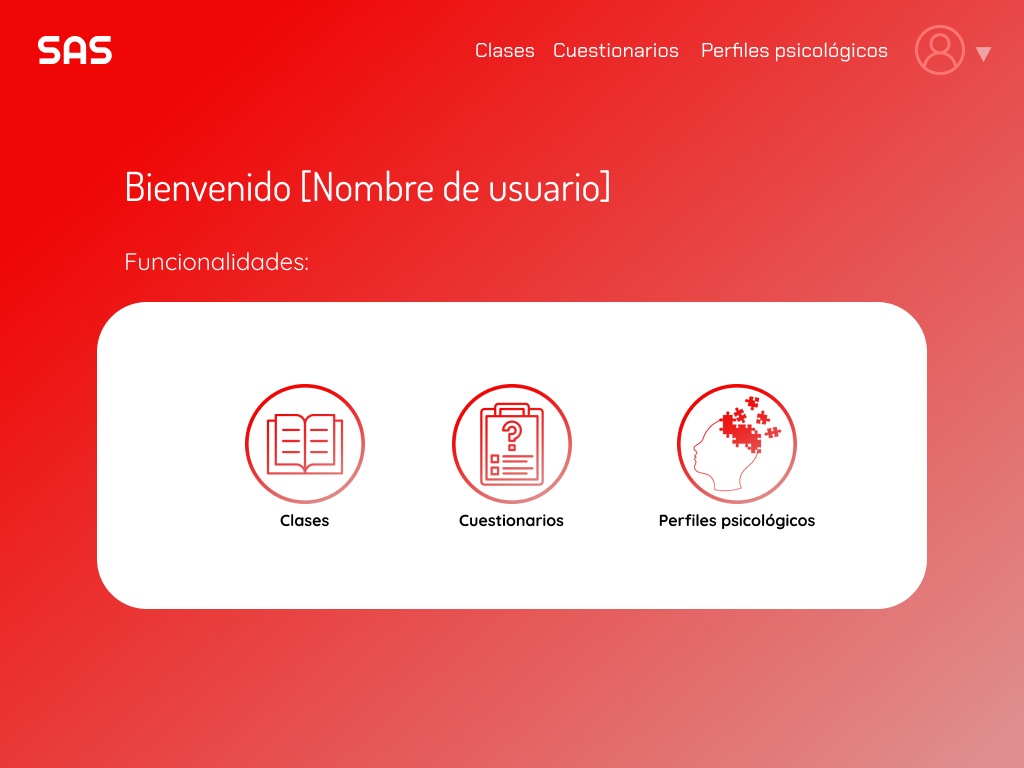 SAS
Clases Cuestionarios Perfiles psicológicos ▼
Bienvenido [Nombre de usuario]
Funcionalidades:
?
Clases Cuestionarios Perfiles psicológicos